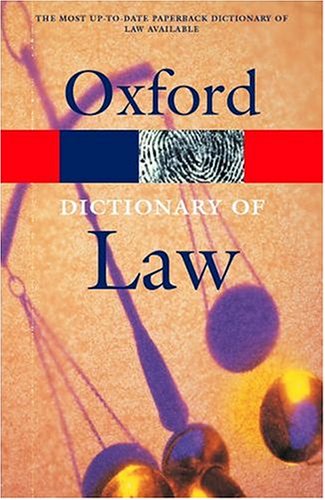 THE MOST UP-TO-DATE PAPERBACK DICTIONARY OF
LAW AVAILABLE
Oxford
DICTIONARY OF
Law